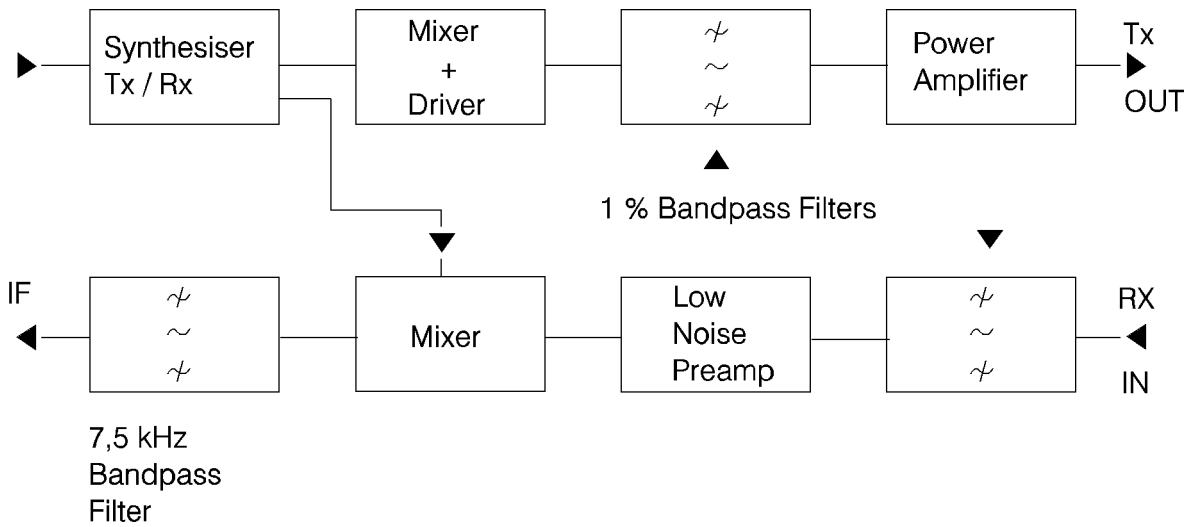 Synthesiser
Tx / Rx
Mixer
+
Driver
Power
Amplifier
Tx
OUT
1 % Bandpass Filters
IF
Mixer
Low
Noise
Preamp
RX
IN
7,5 kHz
Bandpass
Filter